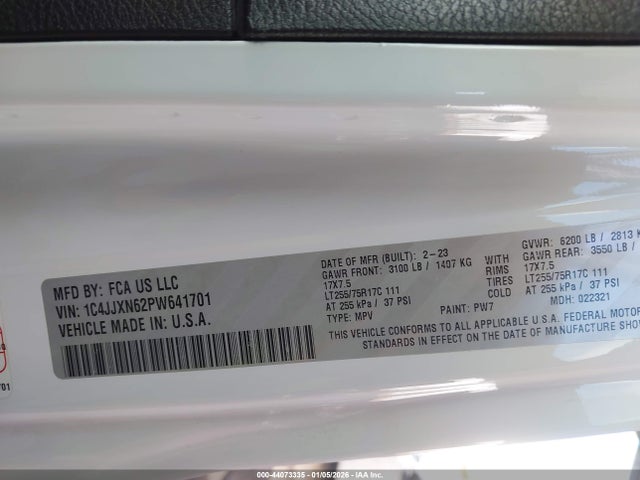 MFD BY: FCA US LLC
VIN: 1C4JJXN62PW641701
VEHICLE MADE IN: U.S.A.
DATE OF MFR (BUILT): 2-23
GAWR FRONT: 3100 LB / 1407 KG
17X7.5
LT255/75R17C 111
AT 255 kPa / 37 PSI
TYPE: MPV
WITH
RIMS
TIRES
GVWR: 6200 LB / 2813
GAWR REAR: 3550 LB /
17X7.5
LT255/75R17C 111
AT 255 kPa / 37 PSI
PAINT: PW7
MDH: 022321
THIS VEHICLE CONFORMS TO ALL APPLICABLE U.S.A. FEDERAL MOTOR
STANDARDS IN EFFECT ON THE DATE OF MANUFACTURE SHOW
000-44073335 - 01/05/2026 - IAA Inc.